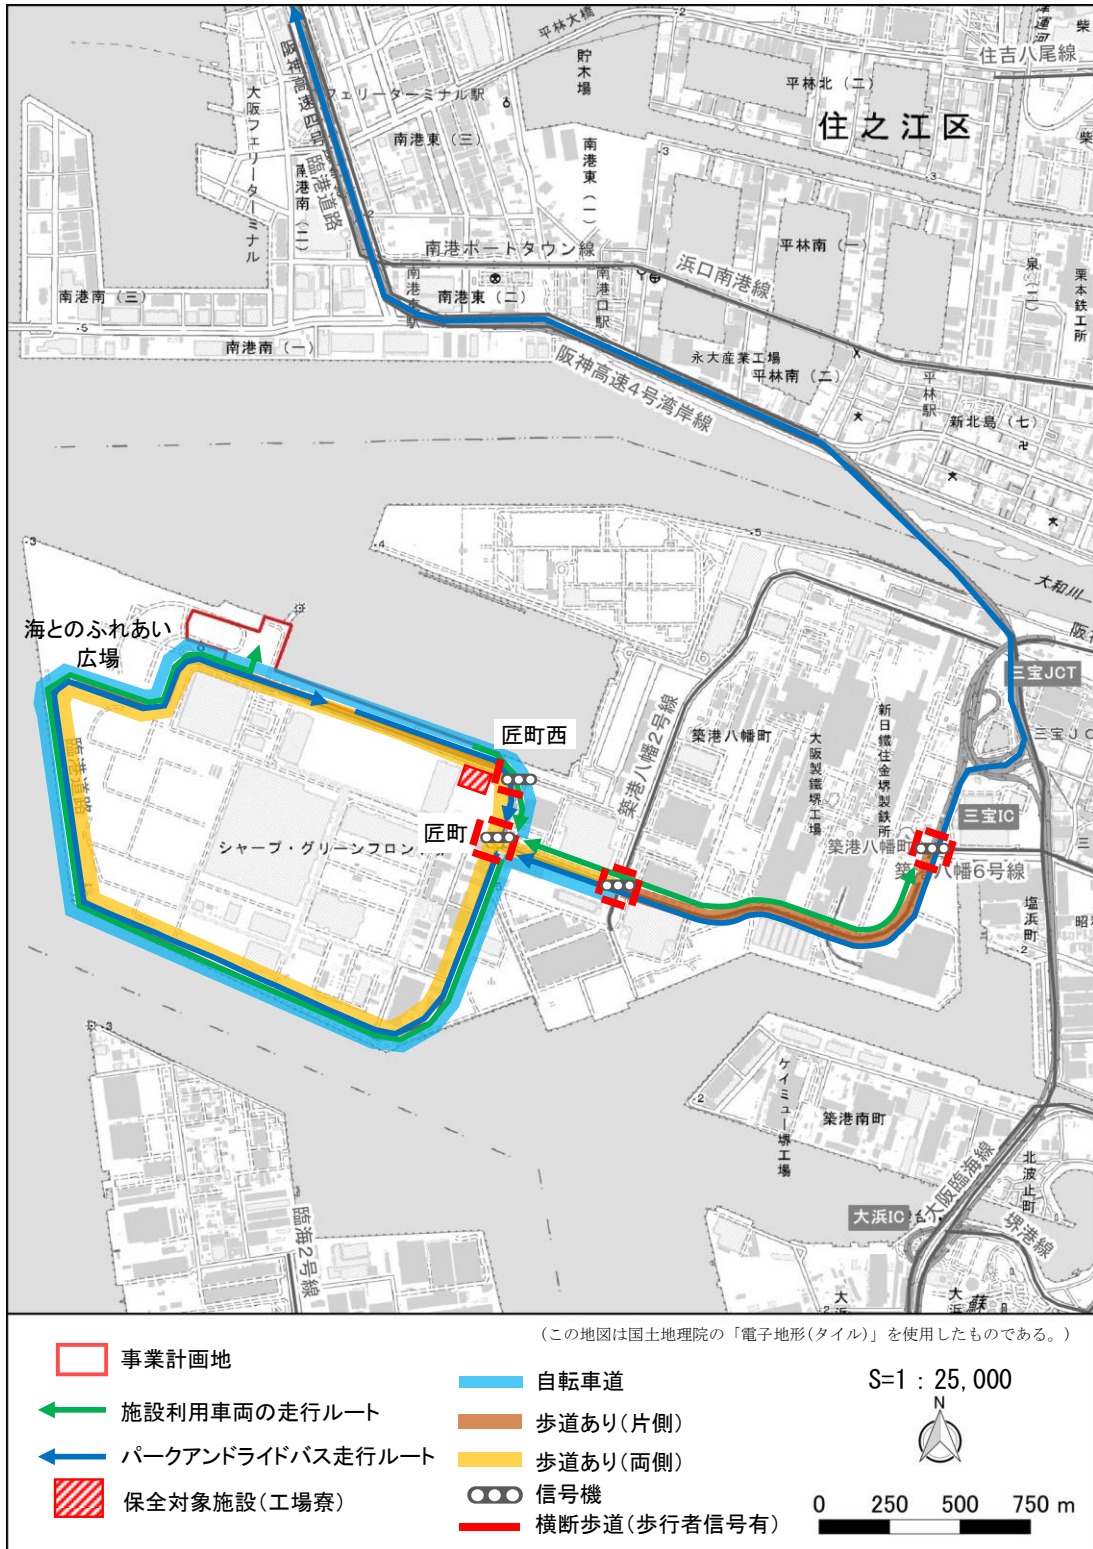 平林大橋
貯木場
住吉八尾線
平林北(二)
住之江区
阪神高速四号
フェリーターミナル駅
大阪フェリーターミナル
南港東(三)
臨港道路
南港南(二)
南港東(一)
南港ポートタウン線
平林南(一)
浜口南港線
泉(二)
栗本鉄工所
南港東駅
南港東(二)
南港口駅
南港南(三)
南港南(一)
阪神高速4号湾岸線
永大産業工場
平林南(二)
平林駅
新北島(七)
大和川
海とのふれあい
広場
三宝JCT
匠町西
築港八幡2号線
築港八幡町
大阪製鐵堺工場
新日鐵住金堺製鉄所
臨港道路
三宝IC
匠町
シャープ・グリーンフロント
築港八幡町
築港八幡6号線
塩浜町
ケイミュー堺工場
築港南町
臨海2号線
大浜IC
大阪臨海線
北波止町
堺港線
(この地図は国土地理院の「電子地形(タイル)」を使用したものである。)
事業計画地
施設利用車両の走行ルート
パークアンドライドバス走行ルート
保全対象施設(工場寮)
自転車道
歩道あり(片側)
歩道あり(両側)
信号機
横断歩道(歩行者信号有)
S=1:25,000
N
0 250 500 750 m